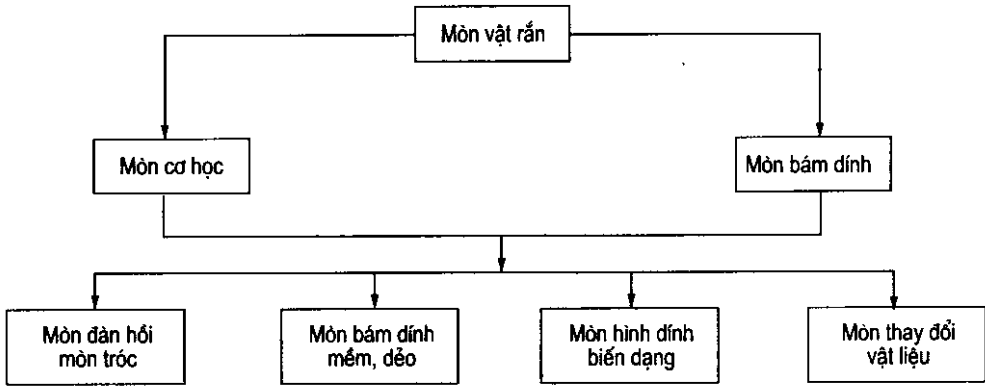 Mòn vật rắn
Mòn cơ học
Mòn bám dính
Mòn đàn hồi
mòn tróc
Mòn bám dính
mềm, dẻo
Mòn hình dính
biến dạng
Mòn thay đổi
vật liệu